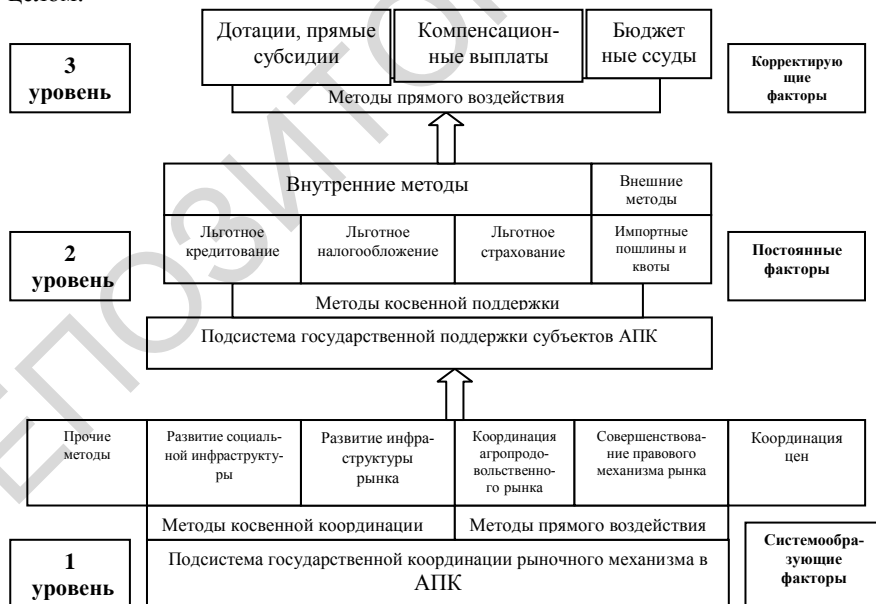 целом.
Дотации, прямые
субсидии
Компенсацион-
ные выплаты
Бюджет
ные ссуды
3
уровень
Корректирую
щие
факторы
Методы прямого воздействия
Внутренние методы
Внешние
методы
Льготное
кредитование
Льготное
налогообложение
Льготное
страхование
Импортные
пошлины и
квоты
2
уровень
Постоянные
факторы
Методы косвенной поддержки
Подсистема государственной поддержки субъектов АПК
Прочие
методы
Развитие социаль-
ной инфраструкту-
ры
Развитие инфра-
структуры
рынка
Координация
агропродо-
вольственно-
го рынка
Совершенствова-
ние правового
механизма рынка
Координация
цен
Методы косвенной координации
Методы прямого воздействия
1
уровень
Подсистема государственной координации рыночного механизма в
АПК
Системообра-
зующие
факторы
ЕПОЗИТО